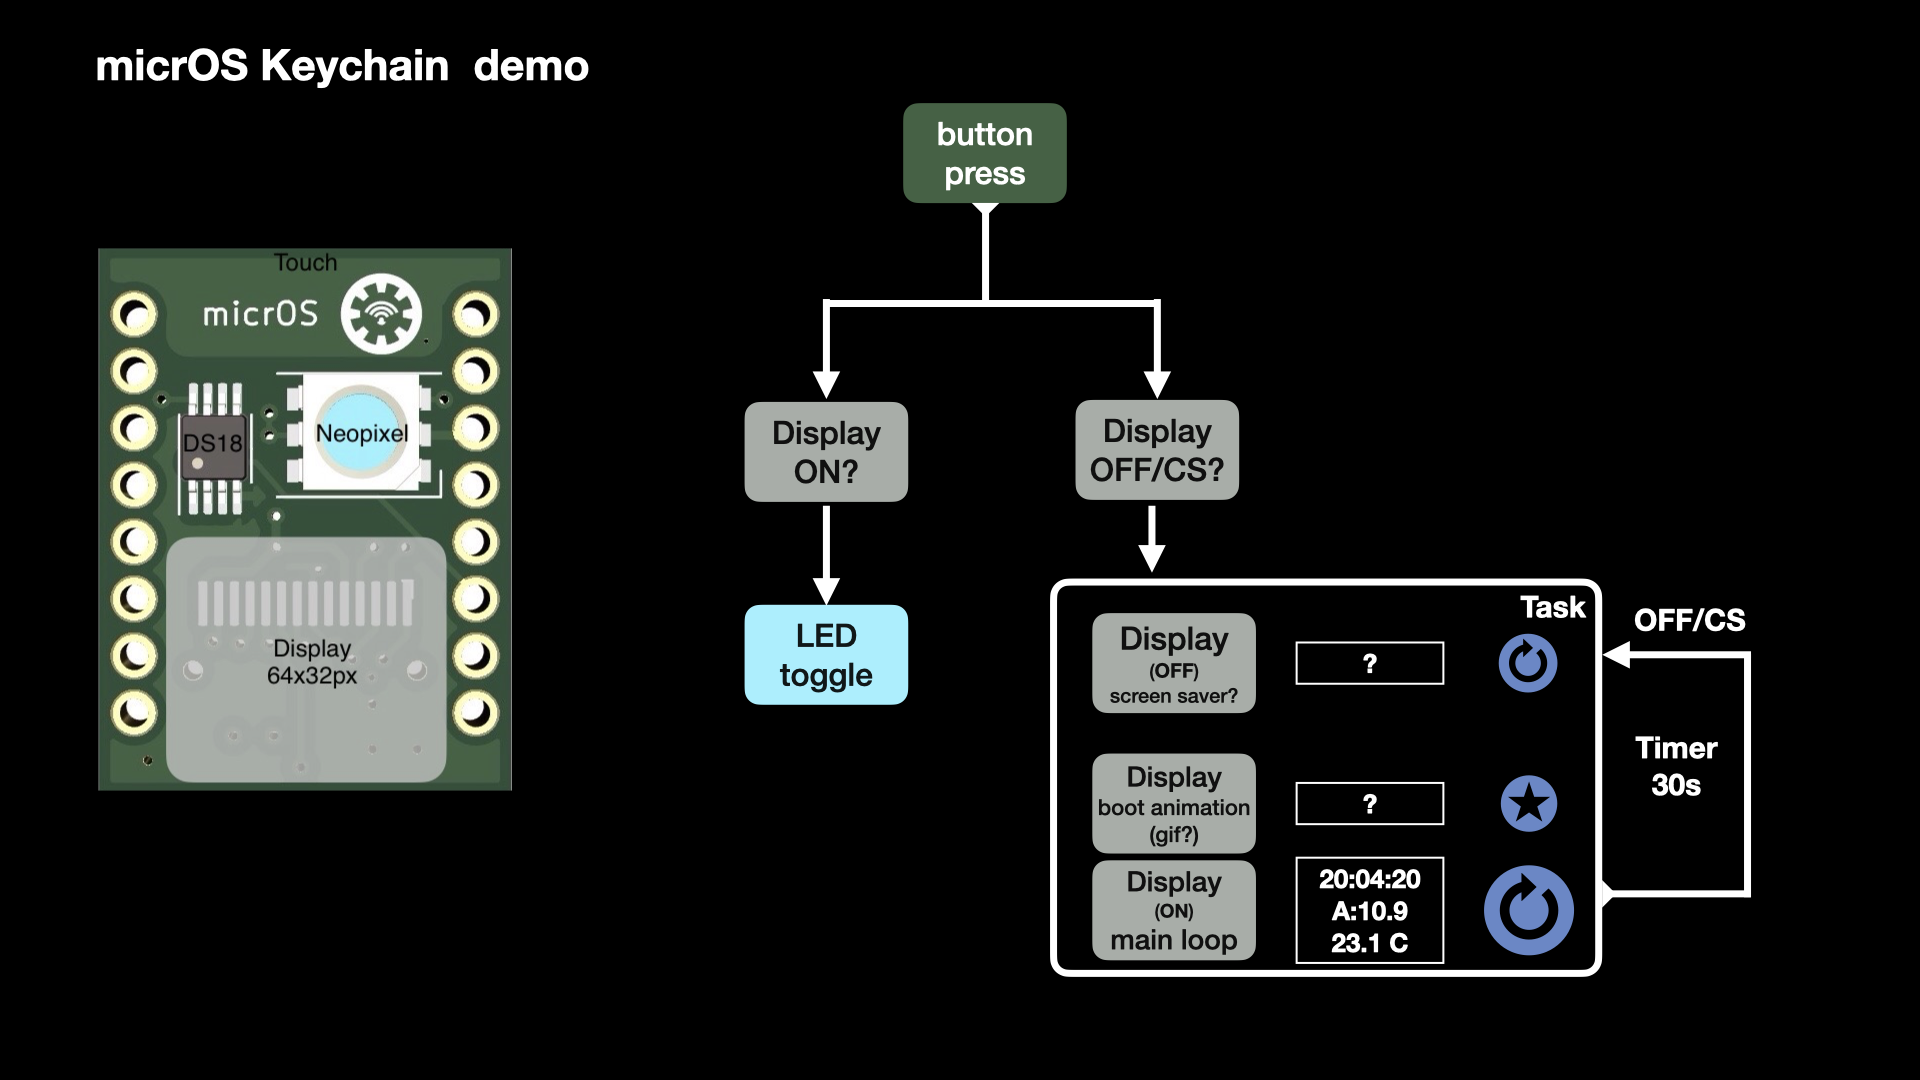 micrOS Keychain demo
button
press
Touch
micrOS
DS18
Neopixel
Display
64x32px
Display
ON?
Display
OFF/CS?
LED
toggle
Task
Display
(OFF)
screen saver?
?
Display
boot animation
(gif?)
?
Display
(ON)
main loop
20:04:20
A:10.9
23.1 C
OFF/CS
Timer
30s